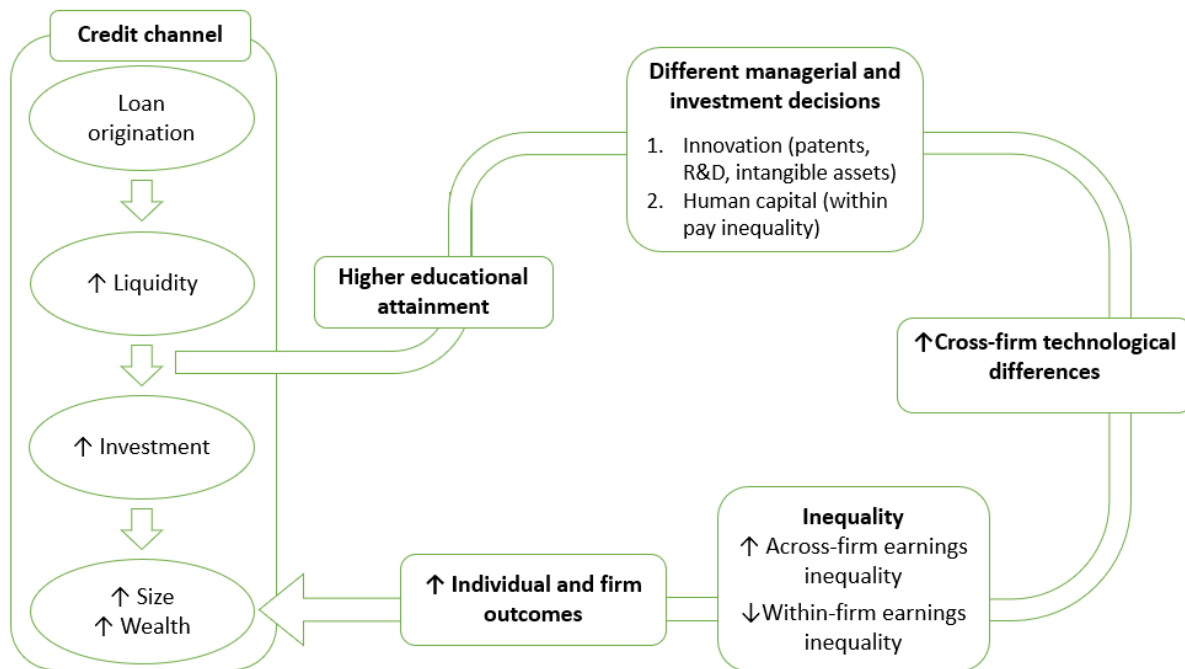 Credit channel
Loan
origination
↑ Liquidity
↑ Investment
↑ Size
↑ Wealth
Higher educational
attainment
Different managerial and
investment decisions
1. Innovation (patents,
R&D, intangible assets)
2. Human capital (within
pay inequality)
↑Cross-firm technological
differences
Inequality
↑ Across-firm earnings
inequality
↓Within-firm earnings
inequality
↑ Individual and firm
outcomes